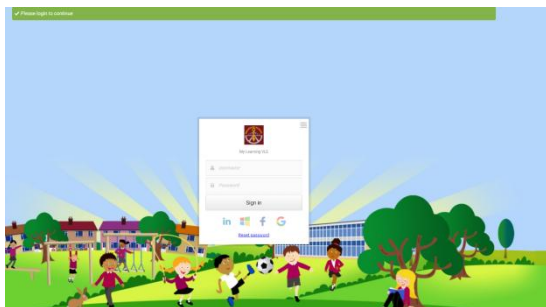 ✔ Please login to continue
Username
Password
Sign in
Reset password